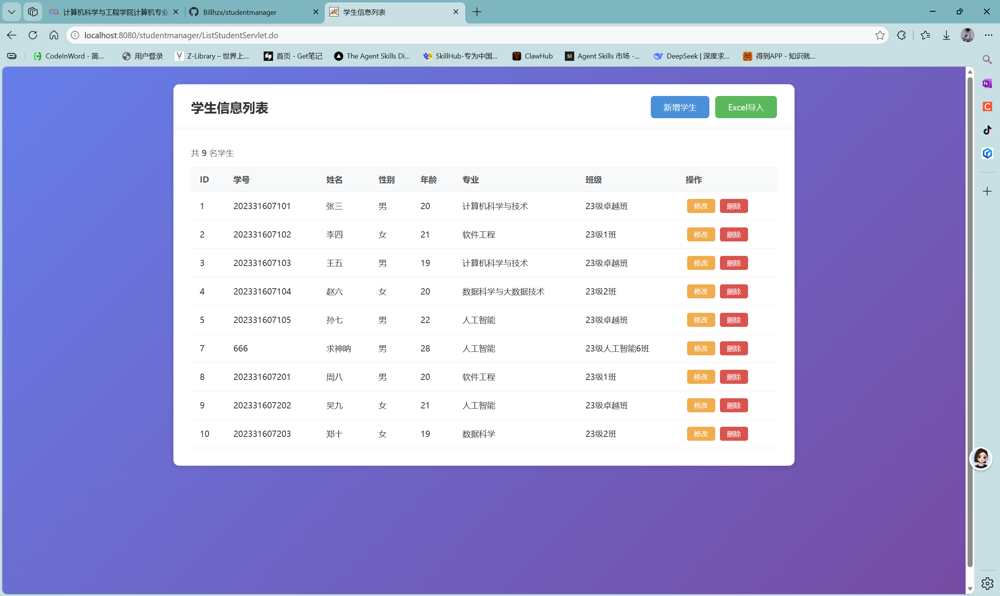 计算机科学与工程学院计算机专业
Billhzx/studentmanager
学生信息列表
localhost:8080/studentmanager/ListStudentServlet.do
CodeInWord - 简...
用户登录
Z-Library – 世界上...
首页 - Get笔记
The Agent Skills Di...
SkillHub-专为中国...
ClawHub
SI
Agent Skills 市场 -...
DeepSeek | 深度求...
得到APP - 知识就...
学生信息列表
新增学生
Excel导入
共 9 名学生
ID 学号 姓名 性别 年龄 专业 班级 操作
1 202331607101 张三 男 20 计算机科学与技术 23级卓越班 修改 删除
2 202331607102 李四 女 21 软件工程 23级1班 修改 删除
3 202331607103 王五 男 19 计算机科学与技术 23级卓越班 修改 删除
4 202331607104 赵六 女 20 数据科学与大数据技术 23级2班 修改 删除
5 202331607105 孙七 男 22 人工智能 23级卓越班 修改 删除
7 666 求神呐 男 28 人工智能 23级人工智能6班 修改 删除
8 202331607201 周八 男 20 软件工程 23级1班 修改 删除
9 202331607202 吴九 女 21 人工智能 23级卓越班 修改 删除
10 202331607203 郑十 女 19 数据科学 23级2班 修改 删除